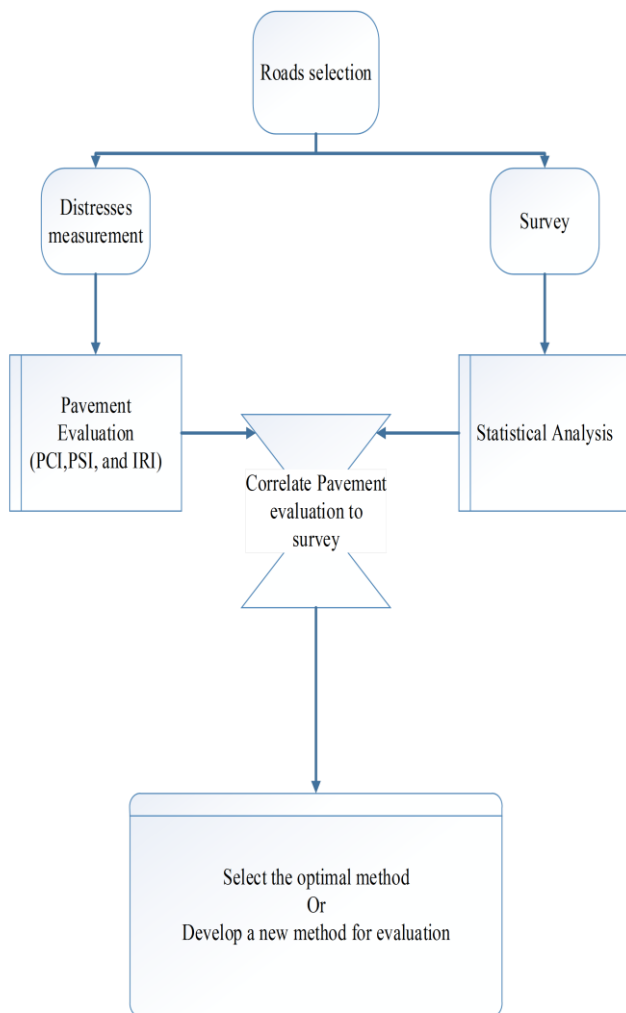 Roads selection
Distresses
measurement
Survey
Pavement
Evaluation
(PCI,PSI, and IRI)
Statistical Analysis
Correlate Pavement
evaluation to
survey
Select the optimal method
Or
Develop a new method for evaluation